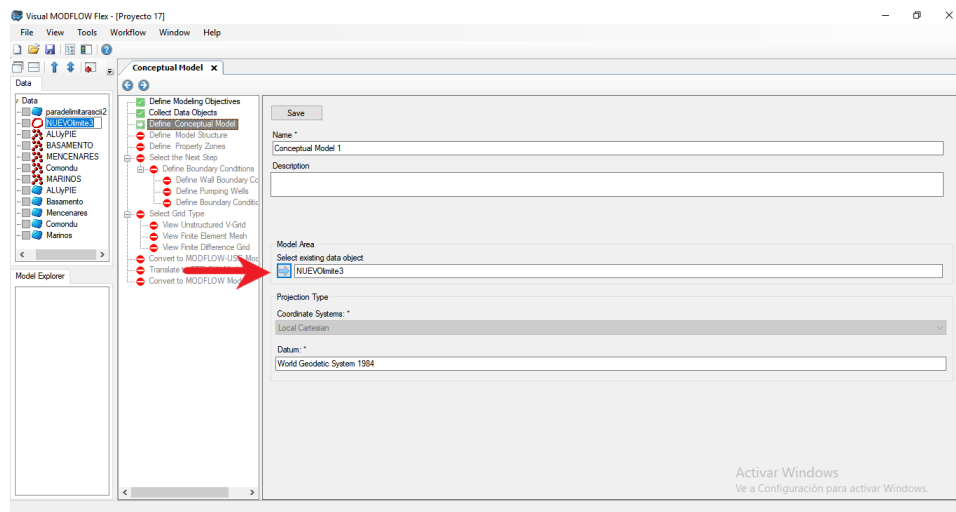 Visual MODFLOW Flex - [Proyecto 17]
File View Tools Workflow Window Help
Conceptual Model X
Data
Data
paradelimitarascii2
NUEVOlimite3
ALUyPIE
BASAMENTO
MENCENARES
Comondu
MARINOS
ALUyPIE
Basamento
Mencenares
Comondu
Marinos
Model Explorer
Define Modeling Objectives
Collect Data Objects
Define Conceptual Model
Define Model Structure
Define Property Zones
Select the Next Step
Define Boundary Conditions
Define Wall Boundary Co
Define Pumping Wells
Define Boundary Conditic
Select Grid Type
View Unstructured V-Grid
View Finite Element Mesh
View Finite Difference Grid
Convert to MODFLOW-USG Mod
Translate
Convert to MODFLOW Mod
Save
Name *
Conceptual Model 1
Description
Model Area
Select existing data object
NUEVOlimite3
Projection Type
Coordinate Systems: *
Local Cartesian
Datum: *
World Geodetic System 1984
Activar Windows
Ve a Configuración para activar Windows.